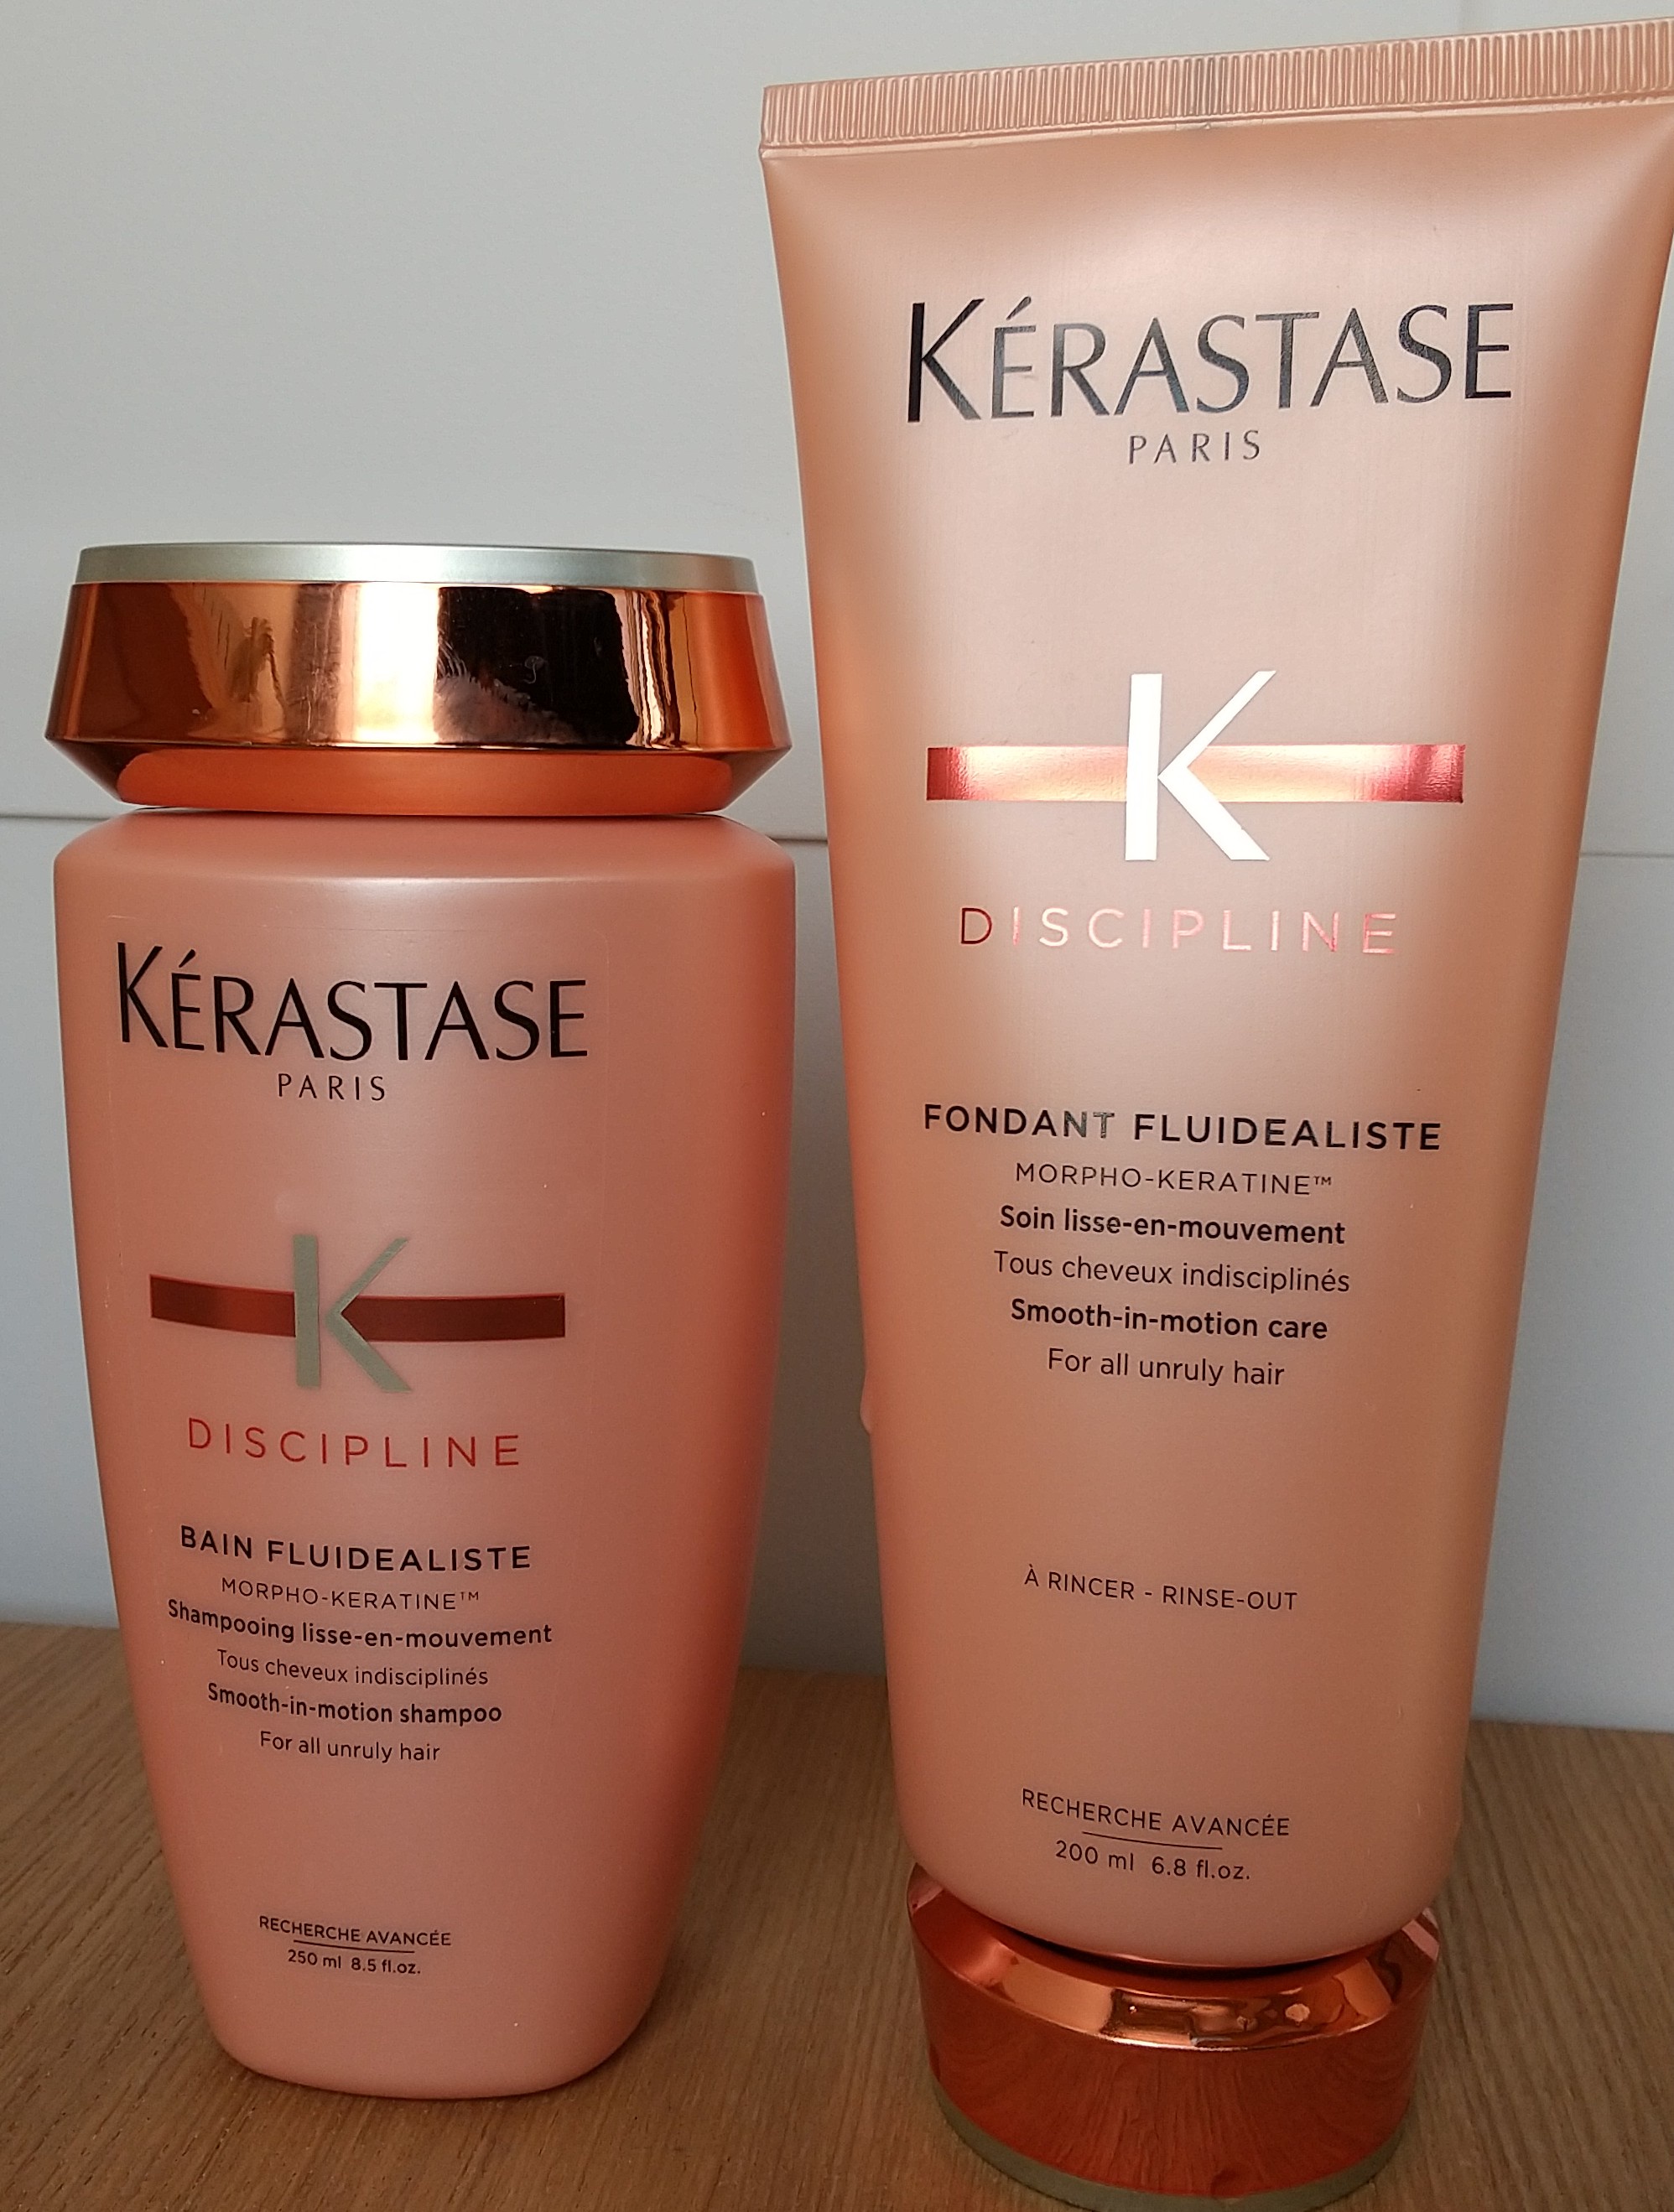 KÉRASTASE
PARIS
K
DISCIPLINE
BAIN FLUIDEALISTE
MORPHO-KERATINE™
Shampooing lisse-en-mouvement
Tous cheveux indisciplinés
Smooth-in-motion shampoo
For all unruly hair
RECHERCHE AVANCÉE
250 ml 8.5 fl.oz.
KÉRASTASE
PARIS
K
DISCIPLINE
FONDANT FLUIDEALISTE
MORPHO-KERATINE™
Soin lisse-en-mouvement
Tous cheveux indisciplinés
Smooth-in-motion care
For all unruly hair
À RINCER - RINSE-OUT
RECHERCHE AVANCÉE
200 ml 6.8 fl.oz.